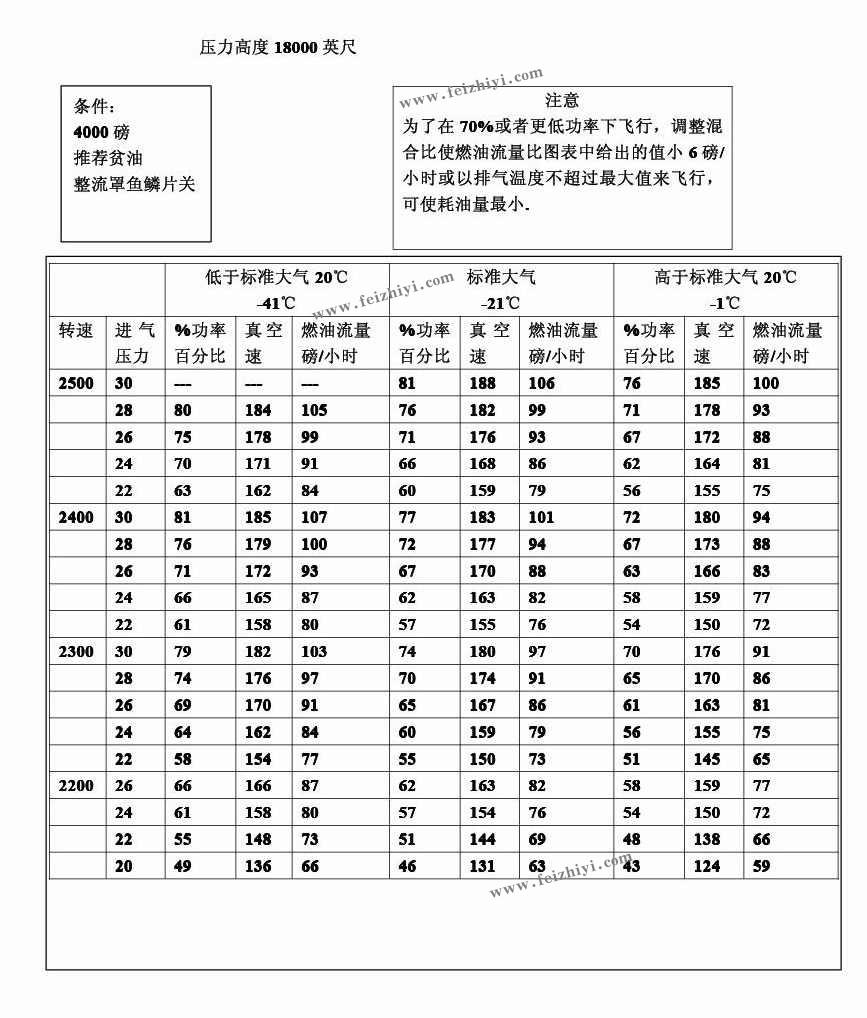 压力高度 18000 英尺
www.feizhiyi.com
条件：
4000 磅
推荐贫油
整流罩鱼鳞片关
注意
为了在 70%或者更低功率下飞行，调整混
合比使燃油流量比图表中给出的值小 6 磅/
小时或以排气温度不超过最大值来飞行，
可使耗油量最小.
低于标准大气 20℃ 标准大气 高于标准大气 20℃
-41℃ -21℃ -1℃
www.feizhiyi.com
转速 进 气 %功率 真 空 燃油流量 %功率 真 空 燃油流量 %功率 真 空 燃油流量
压力 百分比 速 磅/小时 百分比 速 磅/小时 百分比 速 磅/小时
2500 30 --- --- --- 81 188 106 76 185 100
28 80 184 105 76 182 99 71 178 93
26 75 178 99 71 176 93 67 172 88
24 70 171 91 66 168 86 62 164 81
22 63 162 84 60 159 79 56 155 75
2400 30 81 185 107 77 183 101 72 180 94
28 76 179 100 72 177 94 67 173 88
26 71 172 93 67 170 88 63 166 83
24 66 165 87 62 163 82 58 159 77
22 61 158 80 57 155 76 54 150 72
2300 30 79 182 103 74 180 97 70 176 91
28 74 176 97 70 174 91 65 170 86
26 69 170 91 65 167 86 61 163 81
24 64 162 84 60 159 79 56 155 75
22 58 154 77 55 150 73 51 145 65
2200 26 66 166 87 62 163 82 58 159 77
24 61 158 80 57 154 76 54 150 72
22 55 148 73 51 144 69 48 138 66
20 49 136 66 46 131 63 43 124 59
www.feizhiyi.com